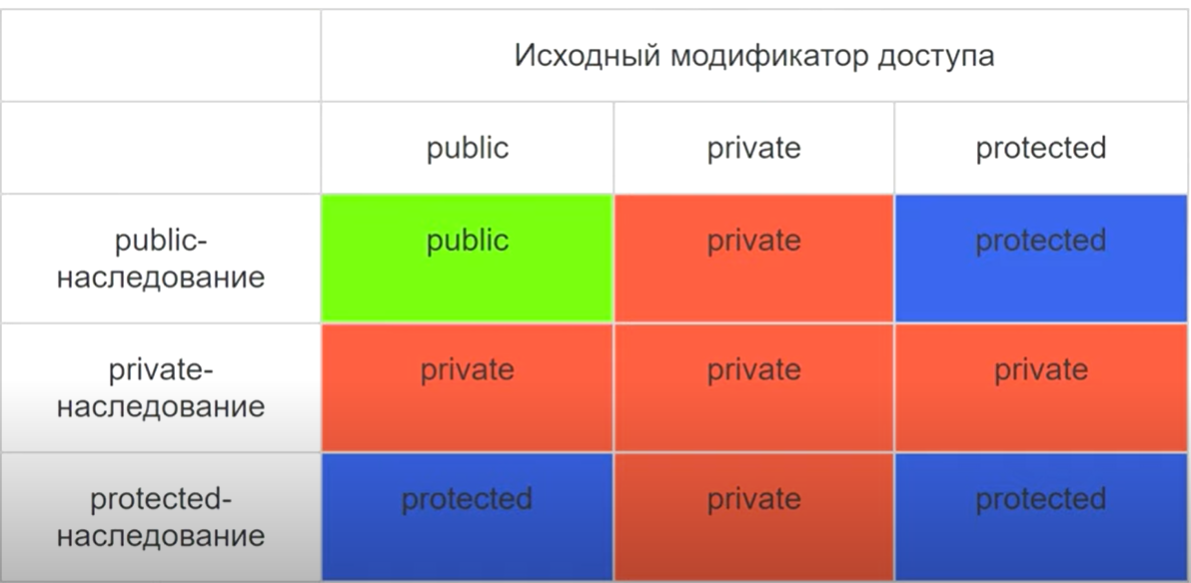 Исходный модификатор доступа
public private protected
public-
наследование
public private protected
private-
наследование
private private private
protected-
наследование
protected private protected